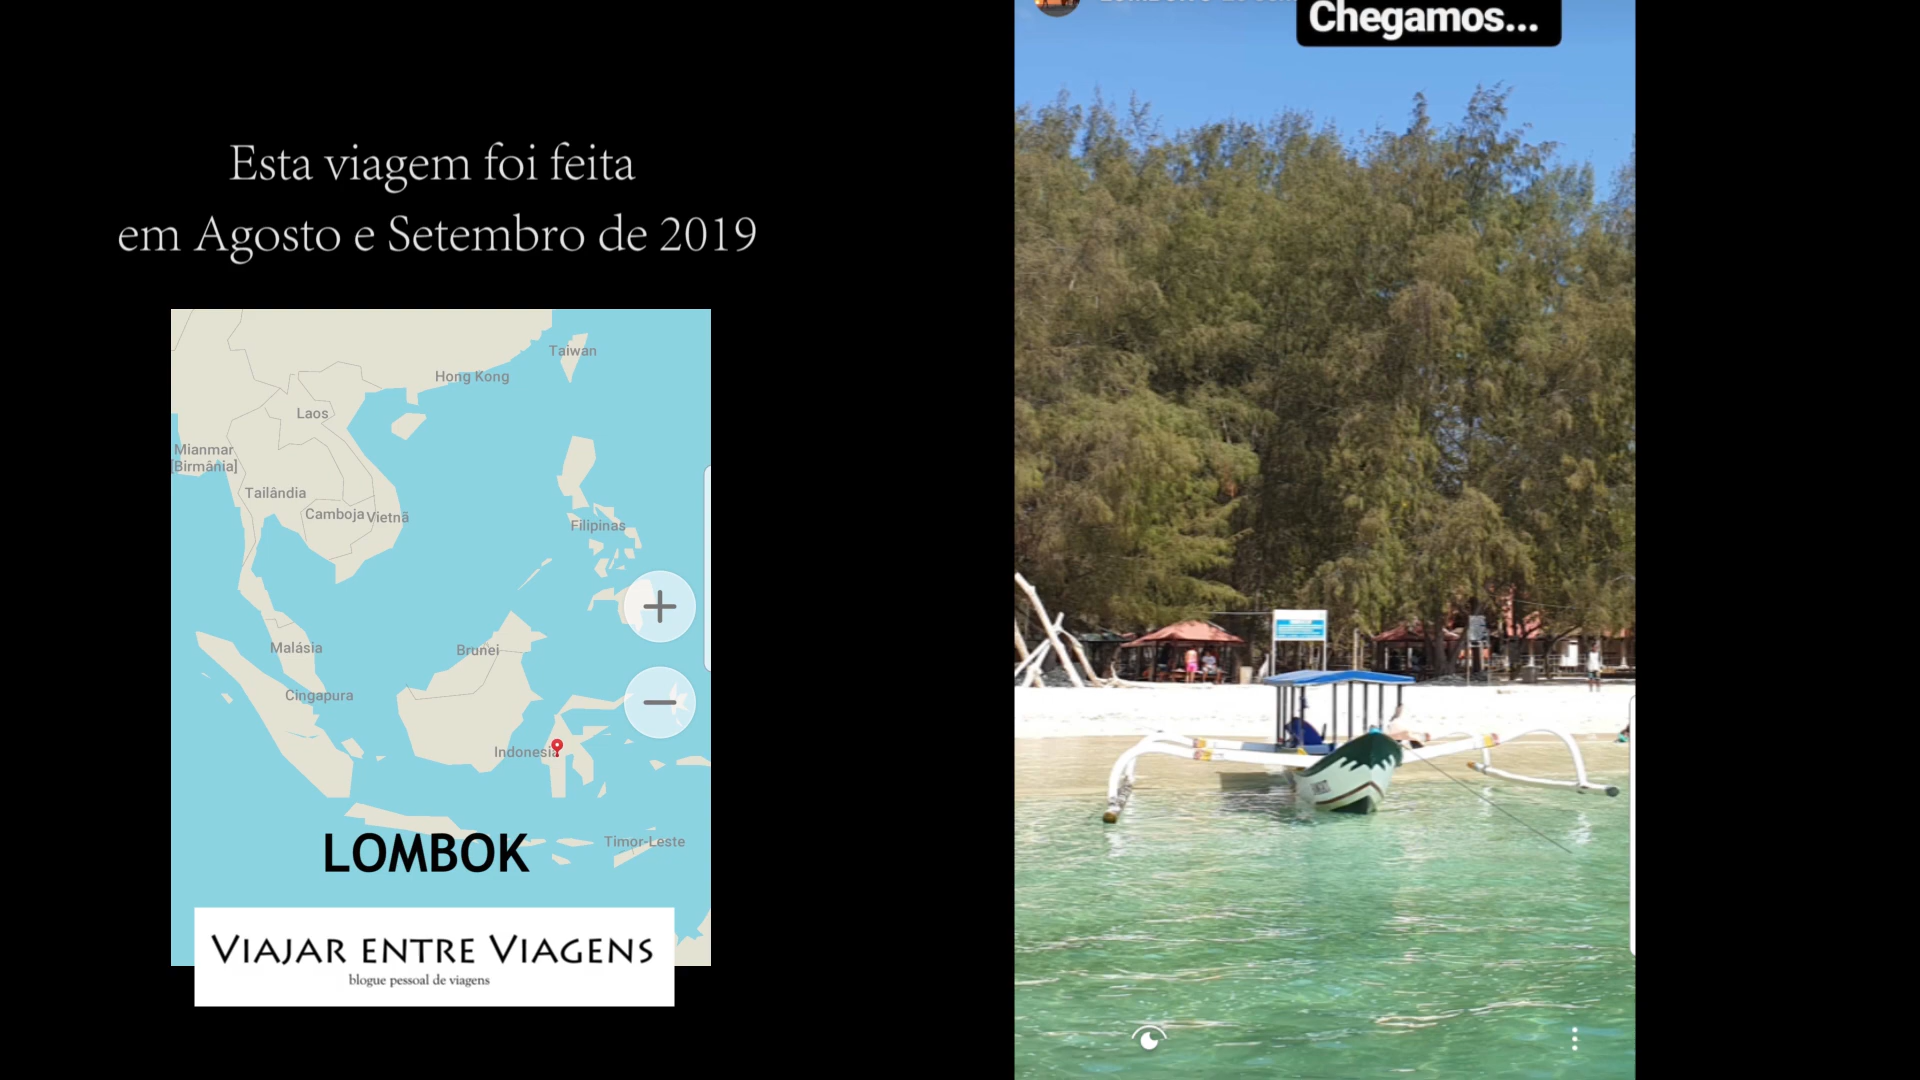 Esta viagem foi feita
em Agosto e Setembro de 2019
Taiwan
Hong Kong
Laos
Mianmar
[Birmânia]
Tailândia
Camboja
Vietnã
Filipinas
Malásia
Brunei
Cingapura
Indonesia
Timor-Leste
LOMBOK
VIAJAR ENTRE VIAGENS
blogue pessoal de viagens
Chegamos...